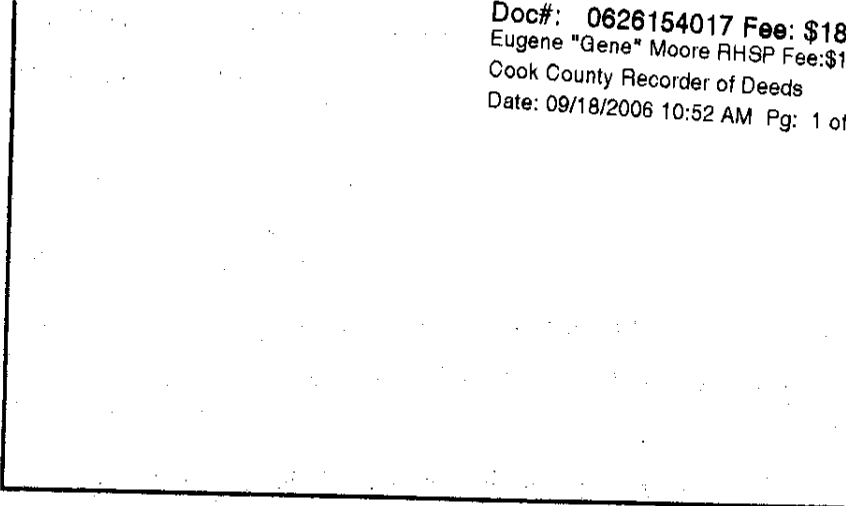 Doc#: 0626154017 Fee: $18
Eugene "Gene" Moore RHSP Fee:$1
Cook County Recorder of Deeds
Date: 09/18/2006 10:52 AM Pg: 1 of